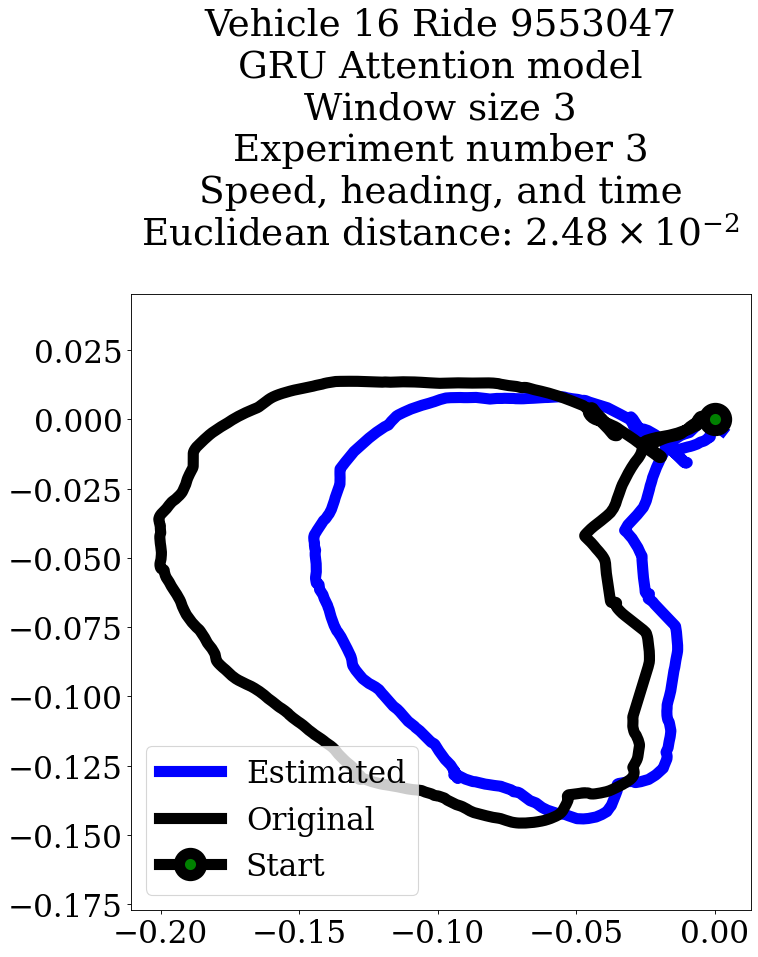 Vehicle 16 Ride 9553047
GRU Attention model
Window size 3
Experiment number 3
Speed, heading, and time
Euclidean distance: 2.48 × 10⁻²
0.025
0.000
−0.025
−0.050
−0.075
−0.100
−0.125
−0.150
−0.175
Estimated
Original
Start
−0.20 −0.15 −0.10 −0.05 0.00